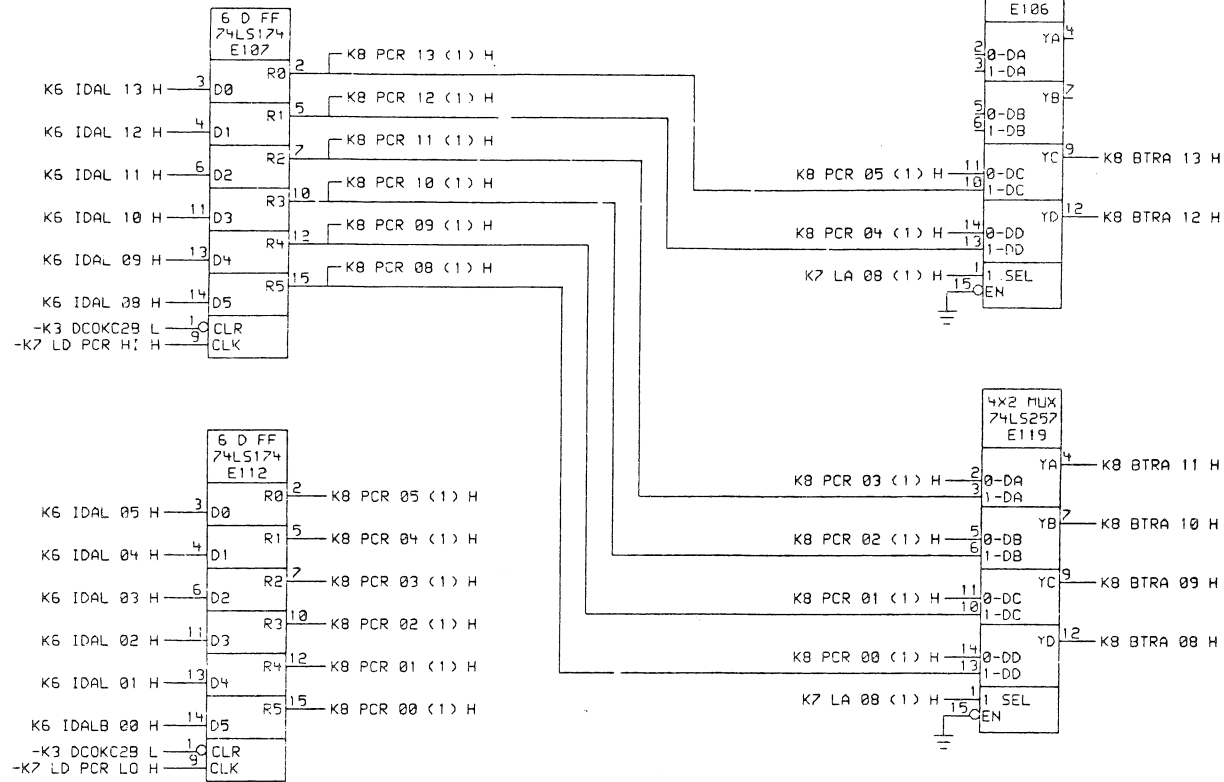 6 D FF
74LS174
E107
R0 2
K8 PCR 13 (1) H
K6 IDAL 13 H 3 D0
R1 5
K8 PCR 12 (1) H
K6 IDAL 12 H 4 D1
R2 7
K8 PCR 11 (1) H
K6 IDAL 11 H 6 D2
R3 10
K8 PCR 10 (1) H
K6 IDAL 10 H 11 D3
R4 12
K8 PCR 09 (1) H
K6 IDAL 09 H 13 D4
R5 15
K8 PCR 08 (1) H
K6 IDAL 08 H 14 D5
-K3 DCOKC2B L 1 CLR
-K7 LD PCR HI H 9 CLK
E106
YA 4
2 0-DA
3 1-DA
YB 7
5 0-DB
6 1-DB
YC 9 K8 BTRA 13 H
K8 PCR 05 (1) H 11 0-DC
10 1-DC
YD 12 K8 BTRA 12 H
K8 PCR 04 (1) H 14 0-DD
13 1-DD
K7 LA 08 (1) H 1 1 SEL
15 EN
6 D FF
74LS174
E112
R0 2 K8 PCR 05 (1) H
K6 IDAL 05 H 3 D0
R1 5 K8 PCR 04 (1) H
K6 IDAL 04 H 4 D1
R2 7 K8 PCR 03 (1) H
K6 IDAL 03 H 6 D2
R3 10 K8 PCR 02 (1) H
K6 IDAL 02 H 11 D3
R4 12 K8 PCR 01 (1) H
K6 IDAL 01 H 13 D4
R5 15 K8 PCR 00 (1) H
K6 IDALB 00 H 14 D5
-K3 DCOKC2B L 1 CLR
-K7 LD PCR LO H 9 CLK
4X2 MUX
74LS257
E119
YA 4 K8 BTRA 11 H
K8 PCR 03 (1) H 2 0-DA
3 1-DA
YB 7 K8 BTRA 10 H
K8 PCR 02 (1) H 5 0-DB
6 1-DB
YC 9 K8 BTRA 09 H
K8 PCR 01 (1) H 11 0-DC
10 1-DC
YD 12 K8 BTRA 08 H
K8 PCR 00 (1) H 14 0-DD
13 1-DD
K7 LA 08 (1) H 1 1 SEL
15 EN